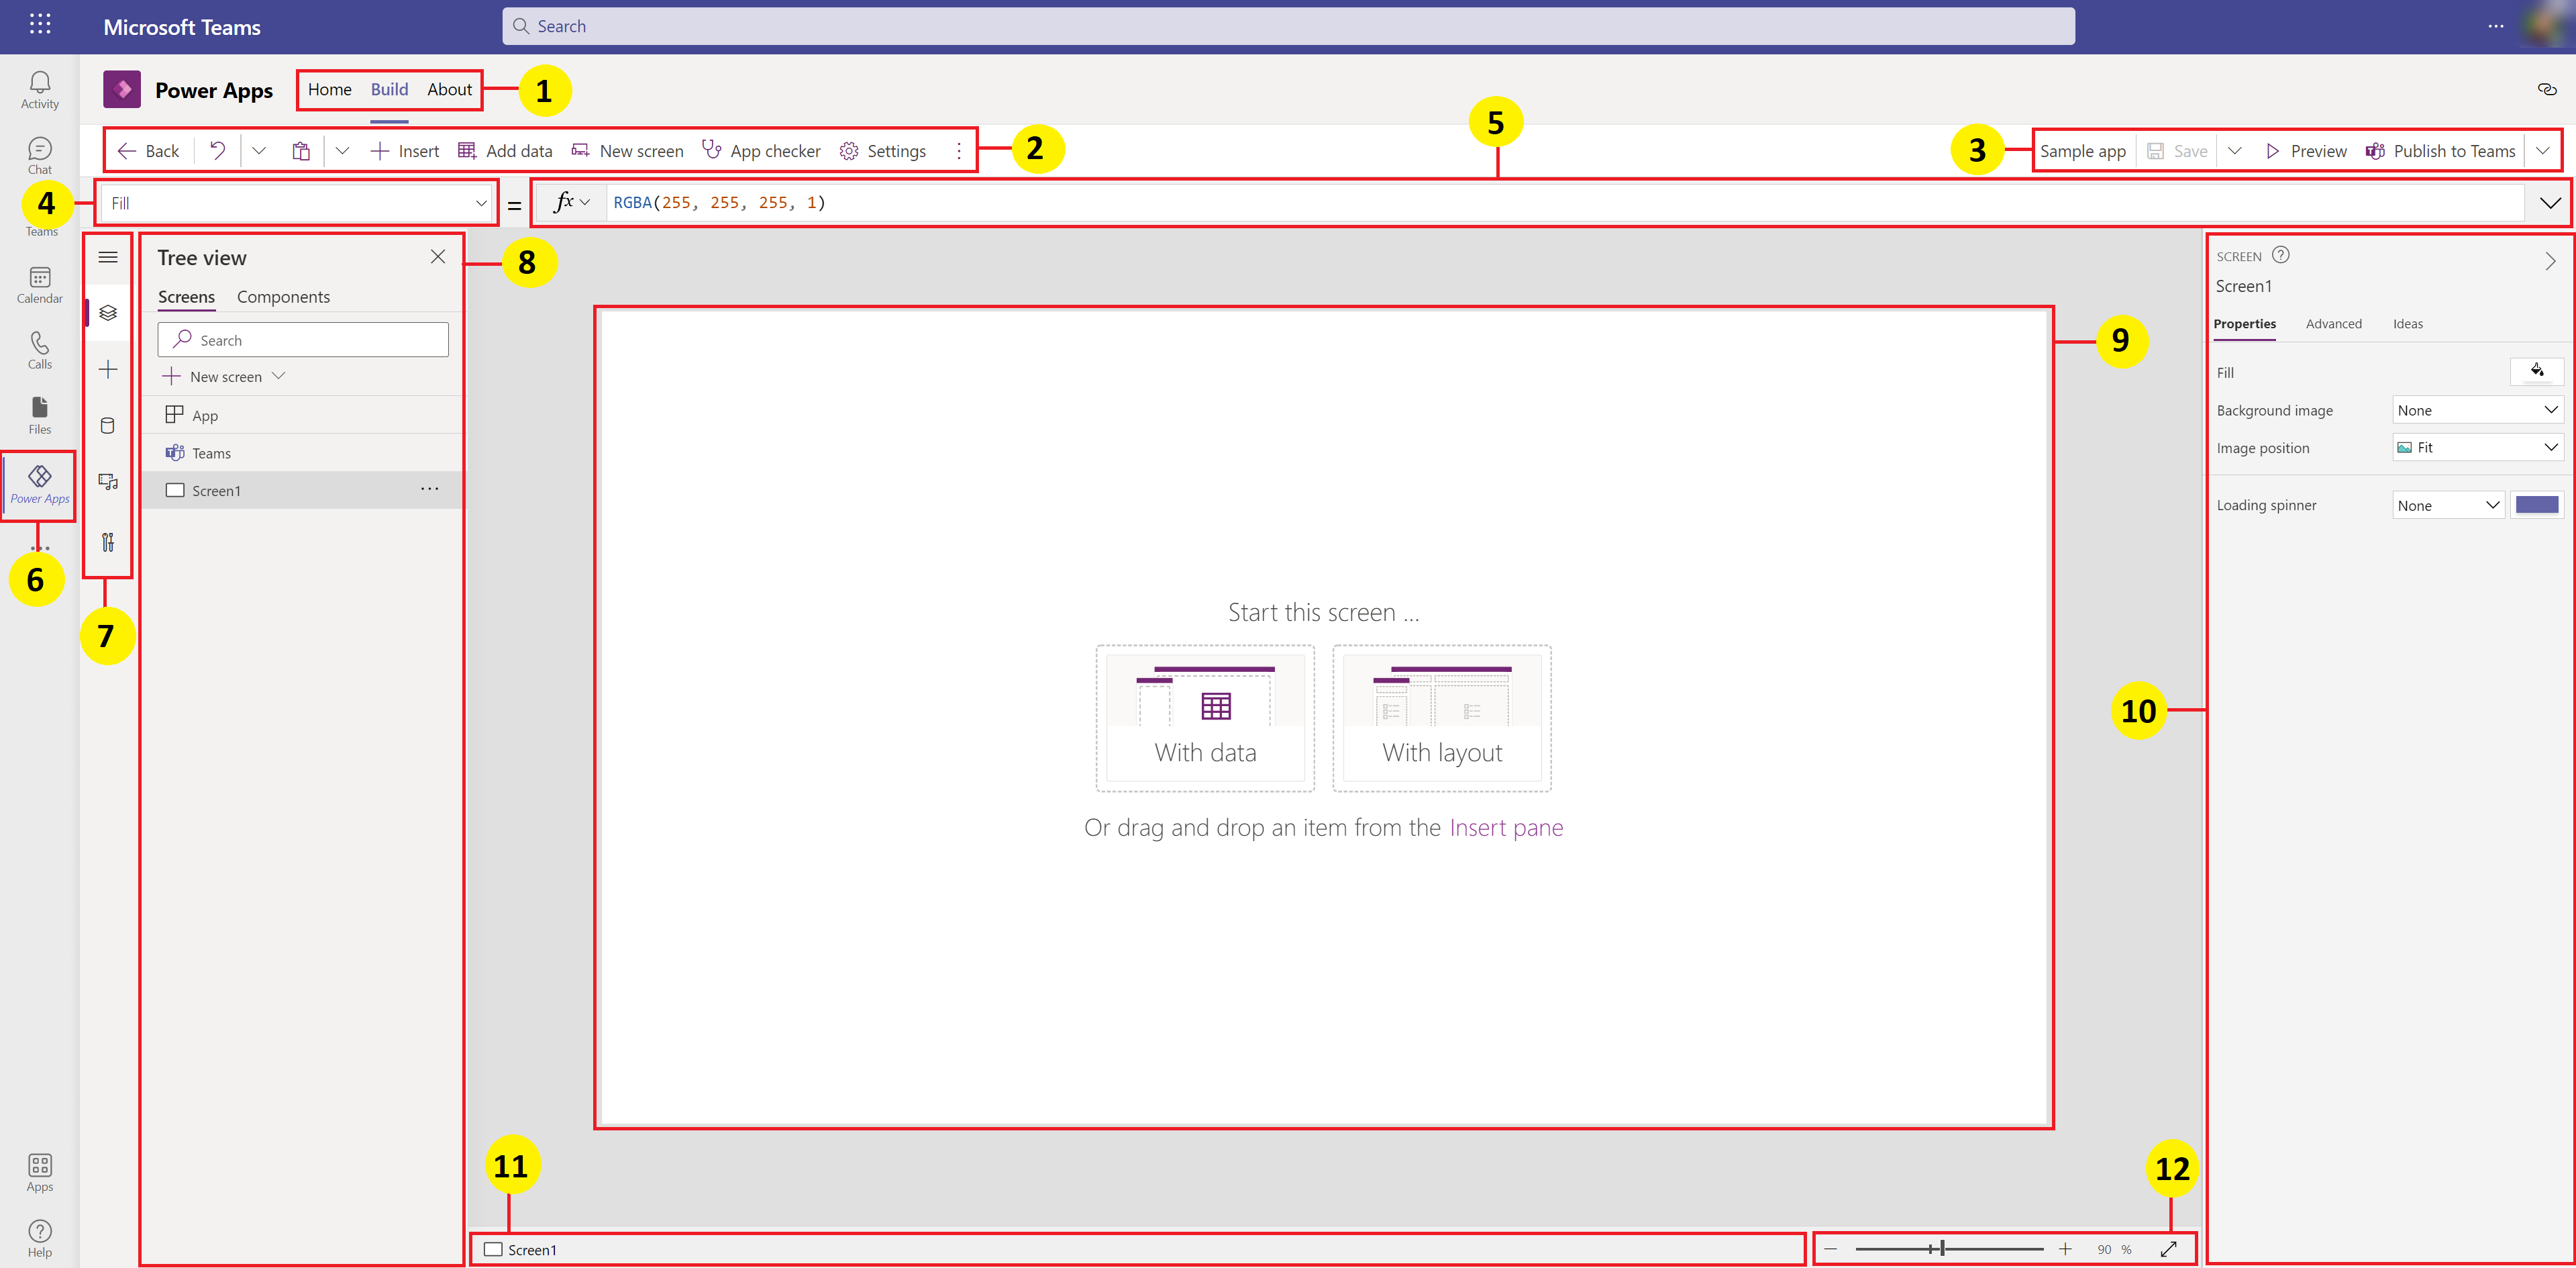 Microsoft Teams
Search
Activity
Chat
Teams
Calendar
Calls
Files
Power Apps
Apps
Help
Power Apps
Home Build About
1
Back Insert Add data New screen App checker Settings
2
5
3
Sample app Save Preview Publish to Teams
4
Fill
=
fx
RGBA(255, 255, 255, 1)
6
7
Tree view
8
Screens Components
Search
New screen
App
Teams
Screen1
Start this screen ...
With data
With layout
Or drag and drop an item from the Insert pane
9
SCREEN ?
Screen1
Properties Advanced Ideas
Fill
Background image None
Image position Fit
Loading spinner None
10
11
12
Screen1
90 %